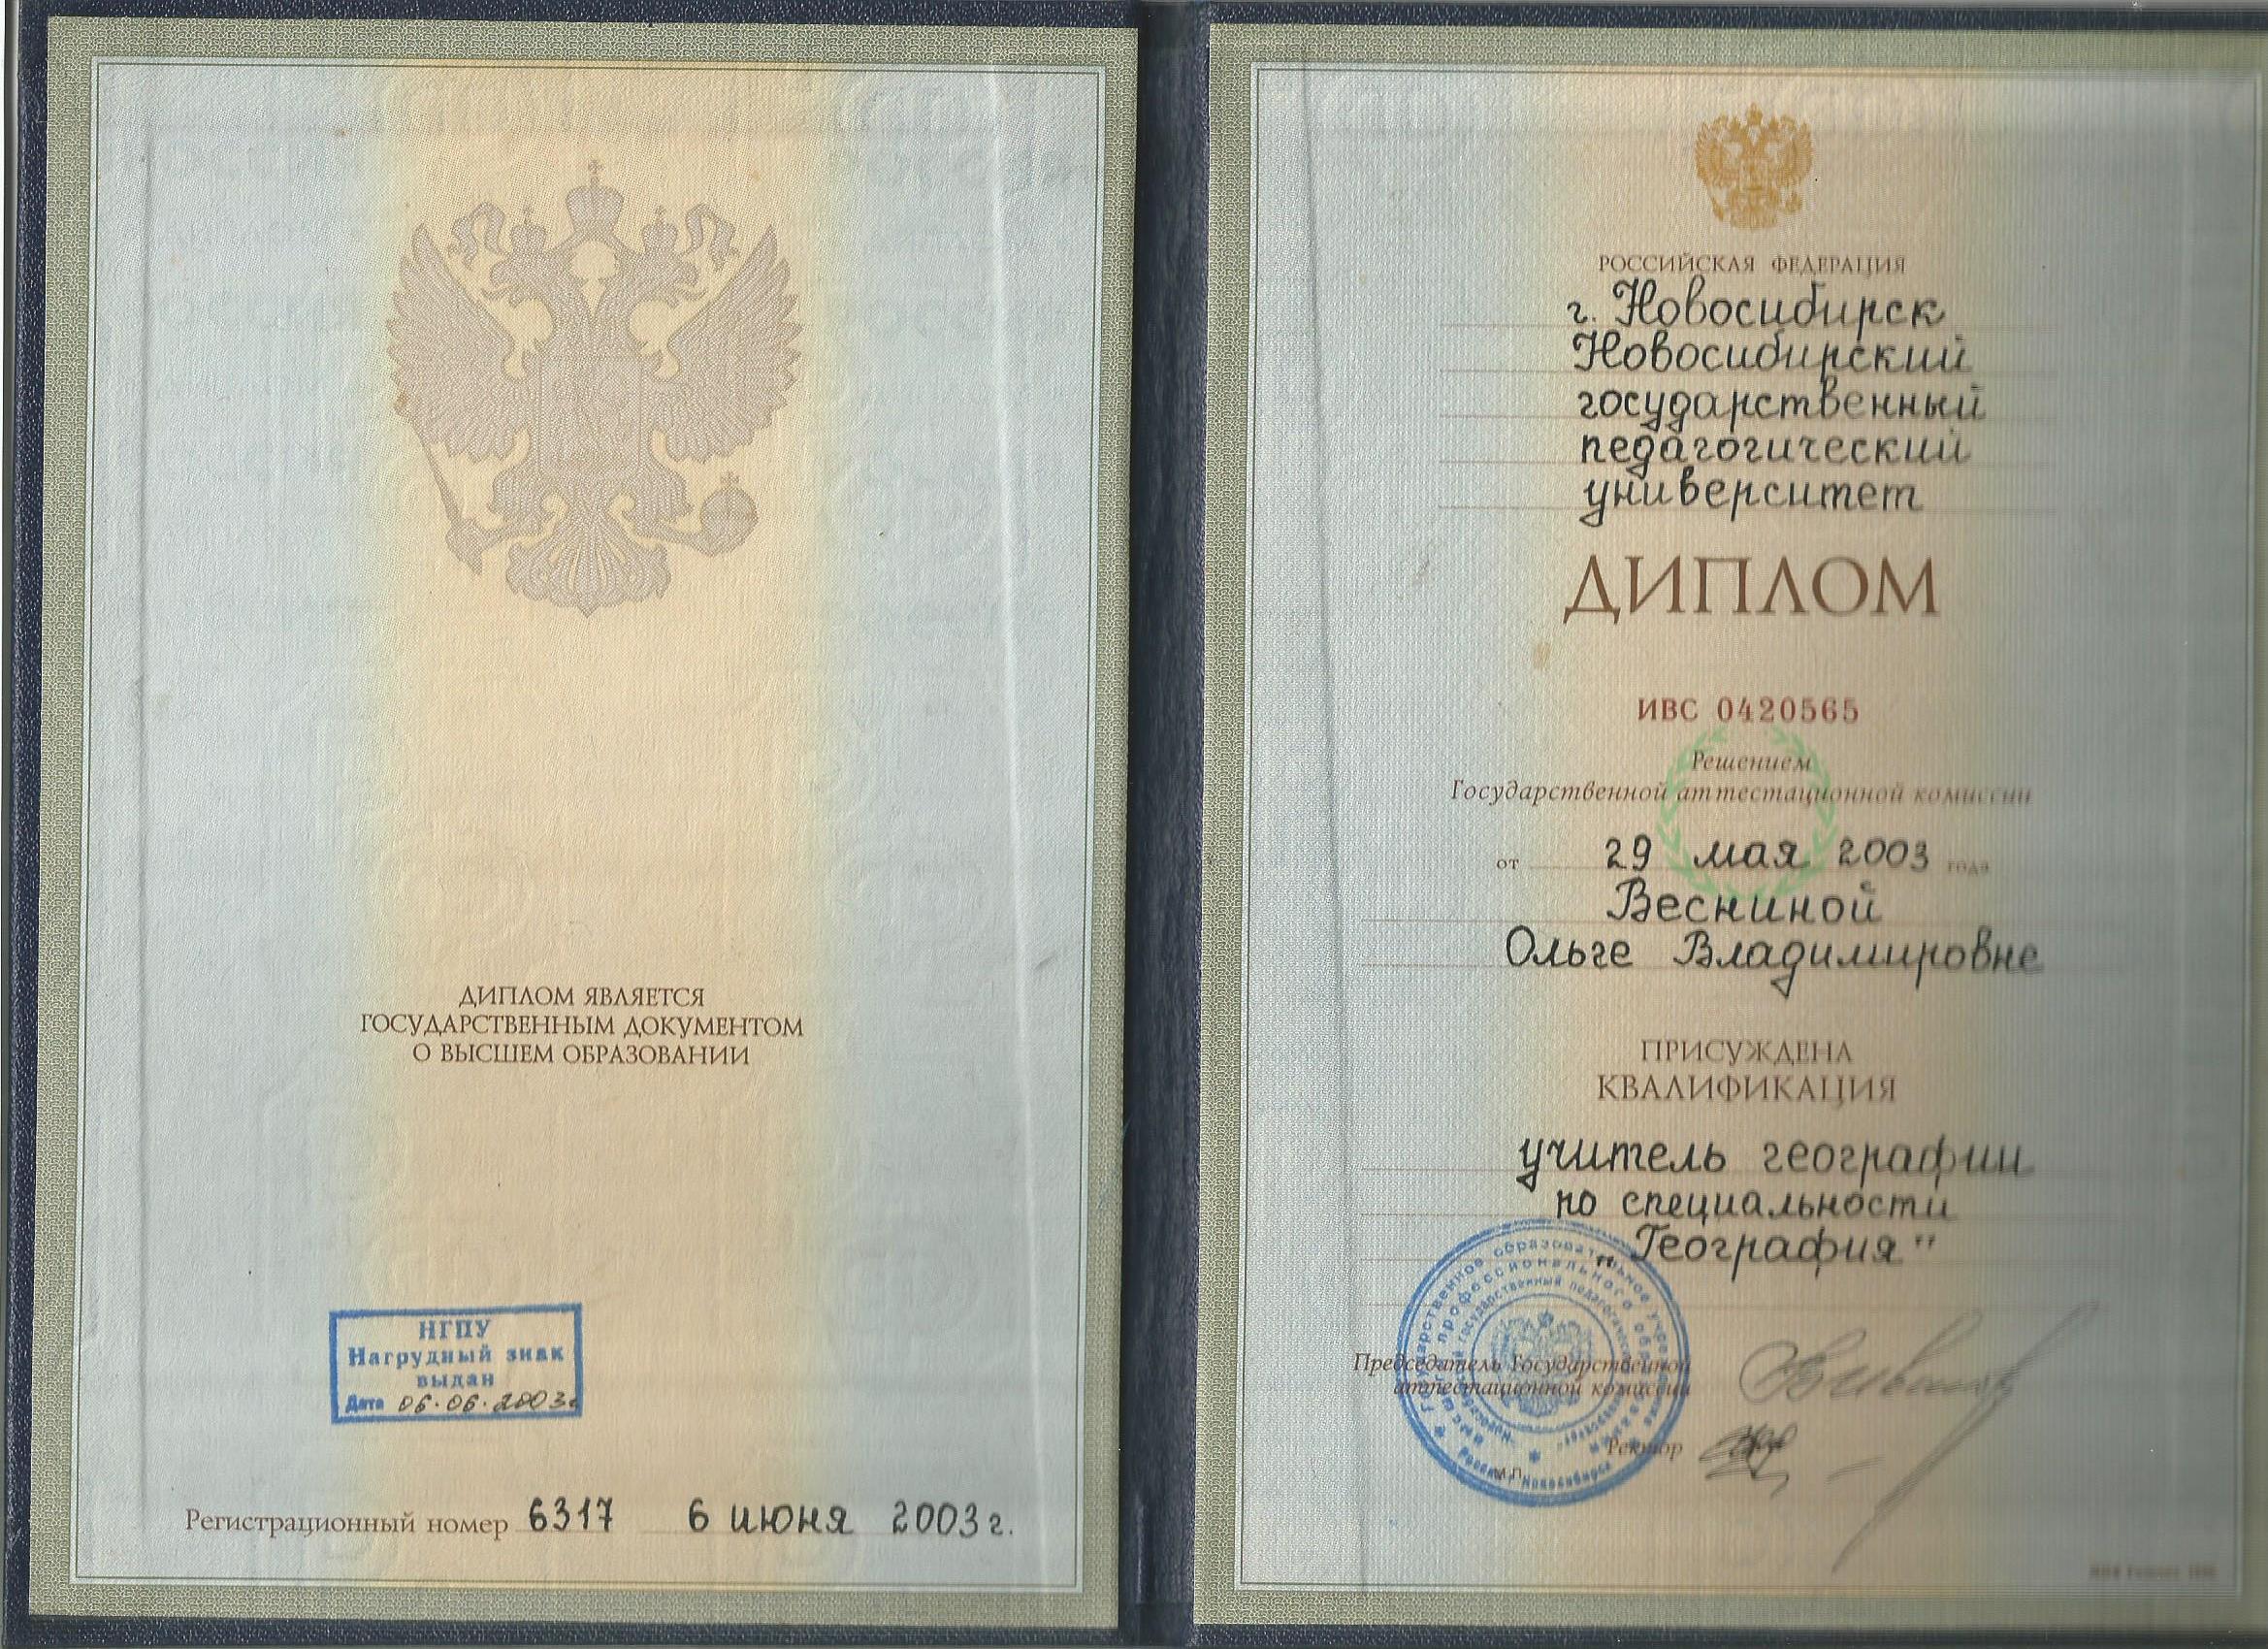 ДИПЛОМ ЯВЛЯЕТСЯ
ГОСУДАРСТВЕННЫМ ДОКУМЕНТОМ
О ВЫСШЕМ ОБРАЗОВАНИИ
НГПУ
Нагрудный знак
выдан
Дата 06.06.2003г
Регистрационный номер 6317 6 июня 2003 г.
РОССИЙСКАЯ ФЕДЕРАЦИЯ
г. Новосибирск
Новосибирский
государственный
педагогический
университет
ДИПЛОМ
ИВС 0420565
Решением
Государственной аттестационной комиссии
от 29 мая 2003 года
Весниной
Ольге Владимировне
ПРИСУЖДЕНА
КВАЛИФИКАЦИЯ
учитель географии
по специальности
„География"
Председатель Государственной
аттестационной комиссии
Ректор
М.П.